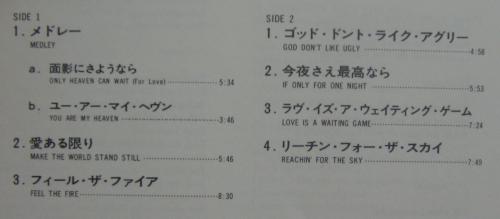 SIDE 1
1. メドレー
MEDLEY
a. 面影にさようなら
ONLY HEAVEN CAN WAIT (For Love) 5:34
b. ユー・アー・マイ・ヘヴン
YOU ARE MY HEAVEN 3:46
2. 愛ある限り
MAKE THE WORLD STAND STILL 5:46
3. フィール・ザ・ファイア
FEEL THE FIRE 8:30
SIDE 2
1. ゴッド・ドント・ライク・アグリー
GOD DON'T LIKE UGLY 4:58
2. 今夜さえ最高なら
IF ONLY FOR ONE NIGHT 5:53
3. ラヴ・イズ・ア・ウェイティング・ゲーム
LOVE IS A WAITING GAME 7:24
4. リーチン・フォー・ザ・スカイ
REACHIN' FOR THE SKY 7:49